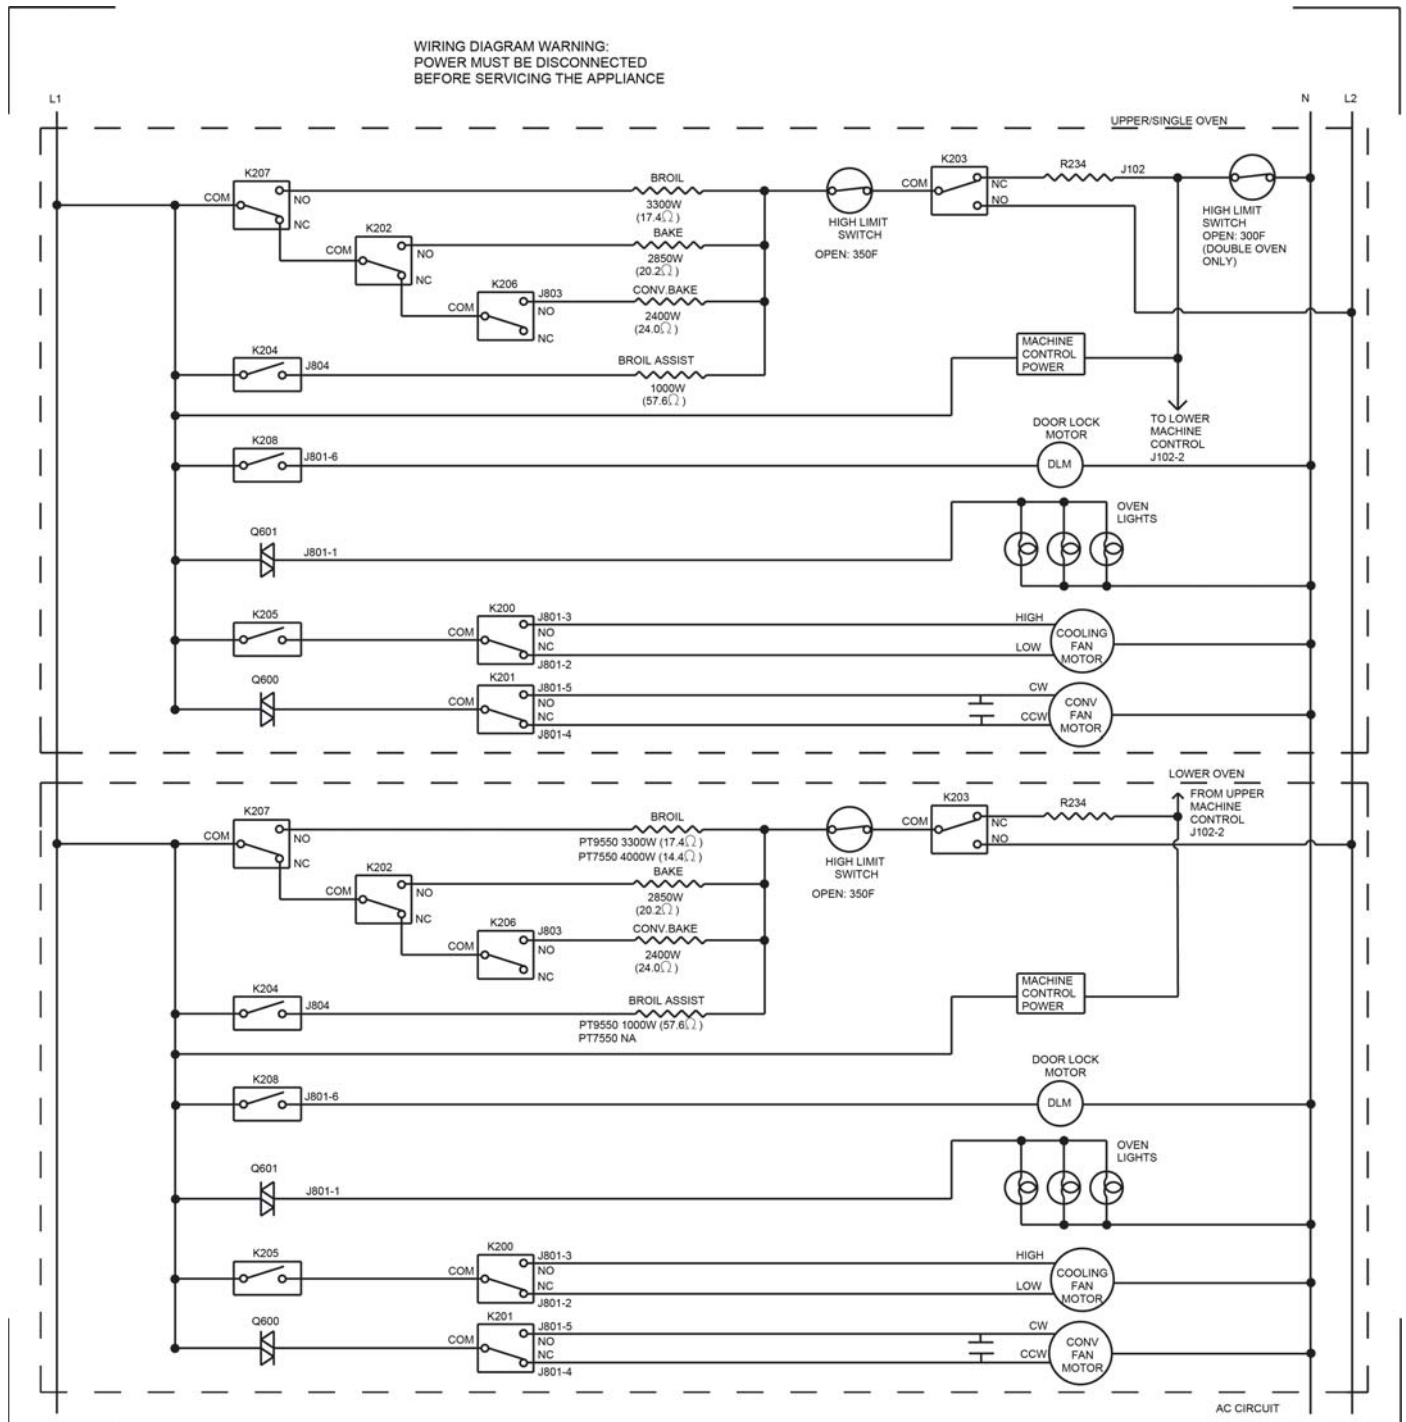 WIRING DIAGRAM WARNING:
POWER MUST BE DISCONNECTED
BEFORE SERVICING THE APPLIANCE
L1
N
L2
UPPER/SINGLE OVEN
K207
COM
NO
NC
BROIL
3300W
(17.4Ω)
K202
COM
NO
NC
BAKE
2850W
(20.2Ω)
K206
COM
J803
NO
NC
CONV.BAKE
2400W
(24.0Ω)
K204
J804
BROIL ASSIST
1000W
(57.6Ω)
HIGH LIMIT
SWITCH
OPEN: 350F
K203
COM
NC
NO
R234
J102
HIGH LIMIT
SWITCH
OPEN: 300F
(DOUBLE OVEN
ONLY)
MACHINE
CONTROL
POWER
TO LOWER
MACHINE
CONTROL
J102-2
K208
J801-6
DOOR LOCK
MOTOR
DLM
Q601
J801-1
OVEN
LIGHTS
K205
K200
COM
J801-3
NO
NC
J801-2
HIGH
LOW
COOLING
FAN
MOTOR
Q600
K201
COM
J801-5
NO
NC
J801-4
CW
CCW
CONV
FAN
MOTOR
LOWER OVEN
FROM UPPER
MACHINE
CONTROL
J102-2
K207
COM
NO
NC
BROIL
PT9550 3300W (17.4Ω)
PT7550 4000W (14.4Ω)
K202
COM
NO
NC
BAKE
2850W
(20.2Ω)
K206
COM
J803
NO
NC
CONV.BAKE
2400W
(24.0Ω)
K204
J804
BROIL ASSIST
PT9550 1000W (57.6Ω)
PT7550 NA
HIGH LIMIT
SWITCH
OPEN: 350F
K203
COM
NC
NO
R234
MACHINE
CONTROL
POWER
K208
J801-6
DOOR LOCK
MOTOR
DLM
Q601
J801-1
OVEN
LIGHTS
K205
K200
COM
J801-3
NO
NC
J801-2
HIGH
LOW
COOLING
FAN
MOTOR
Q600
K201
COM
J801-5
NO
NC
J801-4
CW
CCW
CONV
FAN
MOTOR
AC CIRCUIT